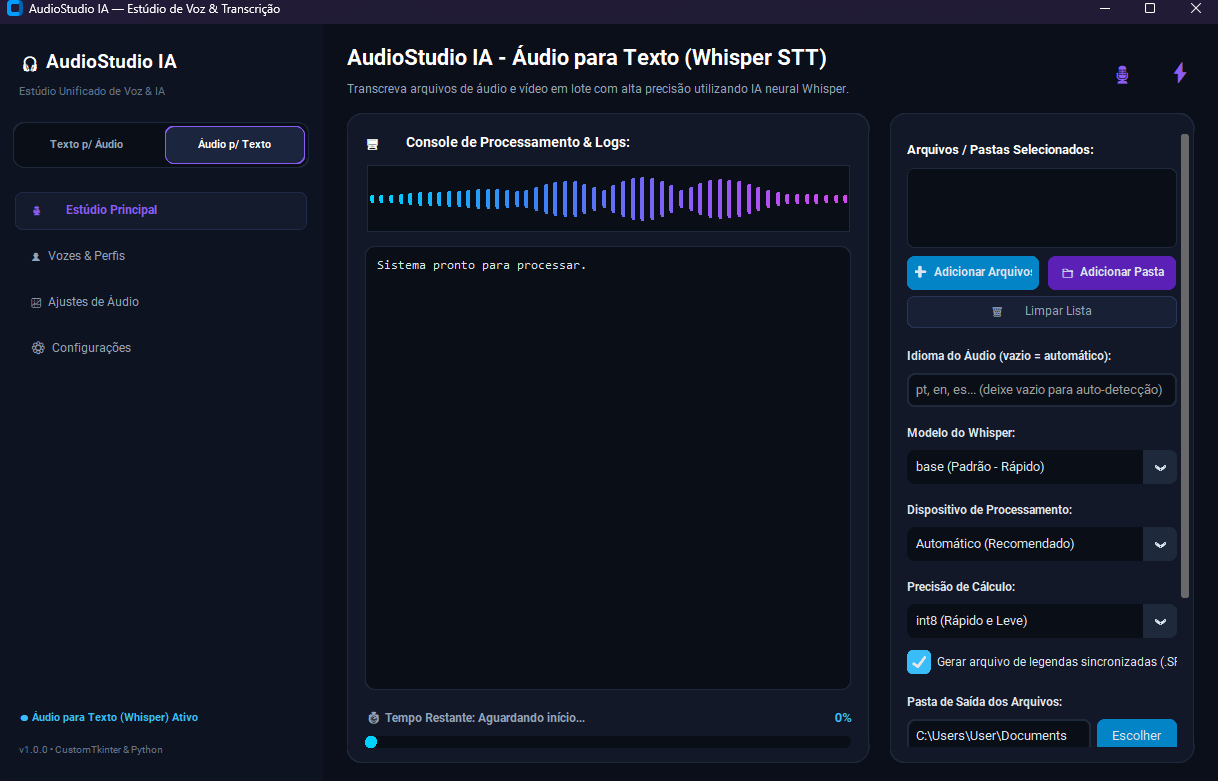 AudioStudio IA — Estúdio de Voz & Transcrição
AudioStudio IA
Estúdio Unificado de Voz & IA
Texto p/ Áudio
Áudio p/ Texto
Estúdio Principal
Vozes & Perfis
Ajustes de Áudio
Configurações
Áudio para Texto (Whisper) Ativo
v1.0.0 • CustomTkinter & Python
AudioStudio IA - Áudio para Texto (Whisper STT)
Transcreva arquivos de áudio e vídeo em lote com alta precisão utilizando IA neural Whisper.
Console de Processamento & Logs:
Sistema pronto para processar.
Tempo Restante: Aguardando início...
0%
Arquivos / Pastas Selecionados:
Adicionar Arquivos
Adicionar Pasta
Limpar Lista
Idioma do Áudio (vazio = automático):
pt, en, es... (deixe vazio para auto-detecção)
Modelo do Whisper:
base (Padrão - Rápido)
Dispositivo de Processamento:
Automático (Recomendado)
Precisão de Cálculo:
int8 (Rápido e Leve)
Gerar arquivo de legendas sincronizadas (.SR
Pasta de Saída dos Arquivos:
C:\Users\User\Documents
Escolher